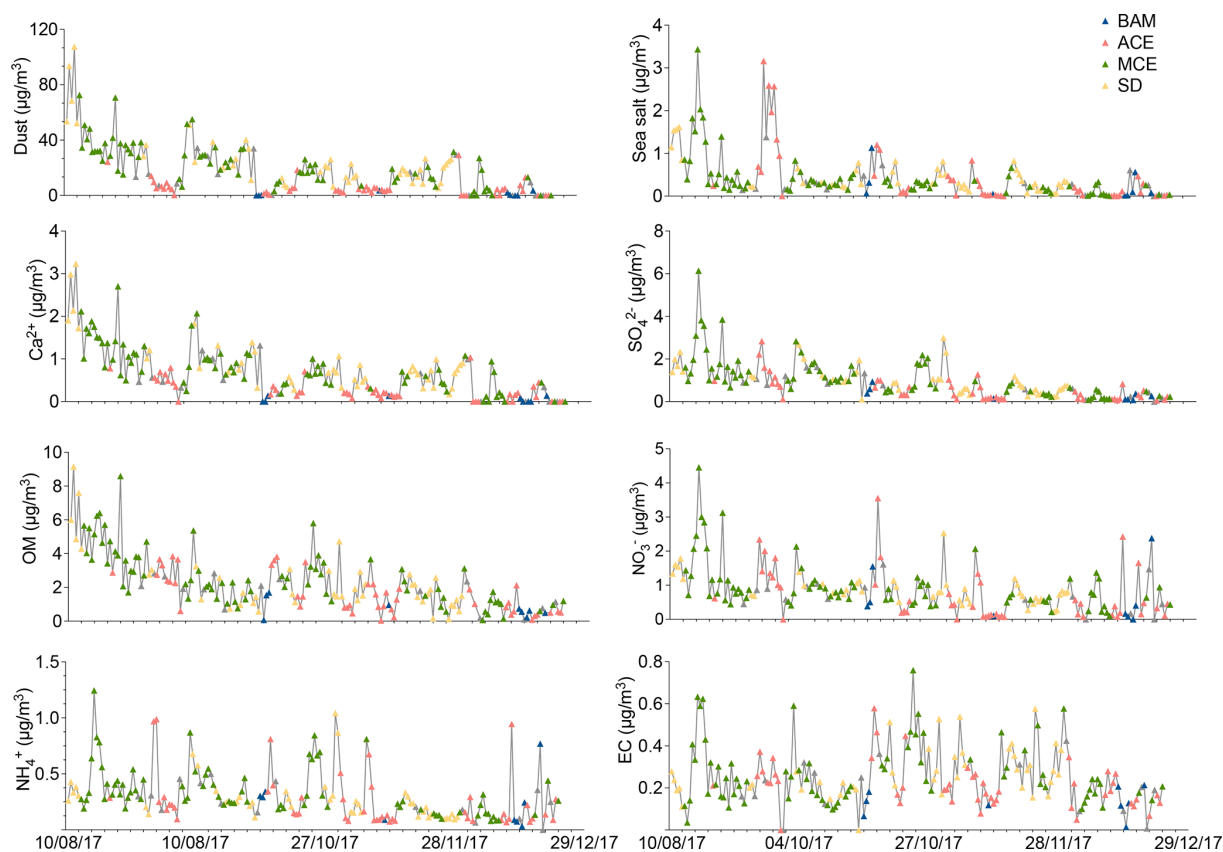 Dust (µg/m³)
120
80
40
0
Sea salt (µg/m³)
4
3
2
1
0
BAM
ACE
MCE
SD
Ca²⁺ (µg/m³)
4
3
2
1
0
SO₄²⁻ (µg/m³)
8
6
4
2
0
OM (µg/m³)
10
8
6
4
2
0
NO₃⁻ (µg/m³)
5
4
3
2
1
0
NH₄⁺ (µg/m³)
1.5
1.0
0.5
EC (µg/m³)
0.8
0.6
0.4
0.2
10/08/17 10/08/17 27/10/17 28/11/17 29/12/17
10/08/17 04/10/17 27/10/17 28/11/17 29/12/17